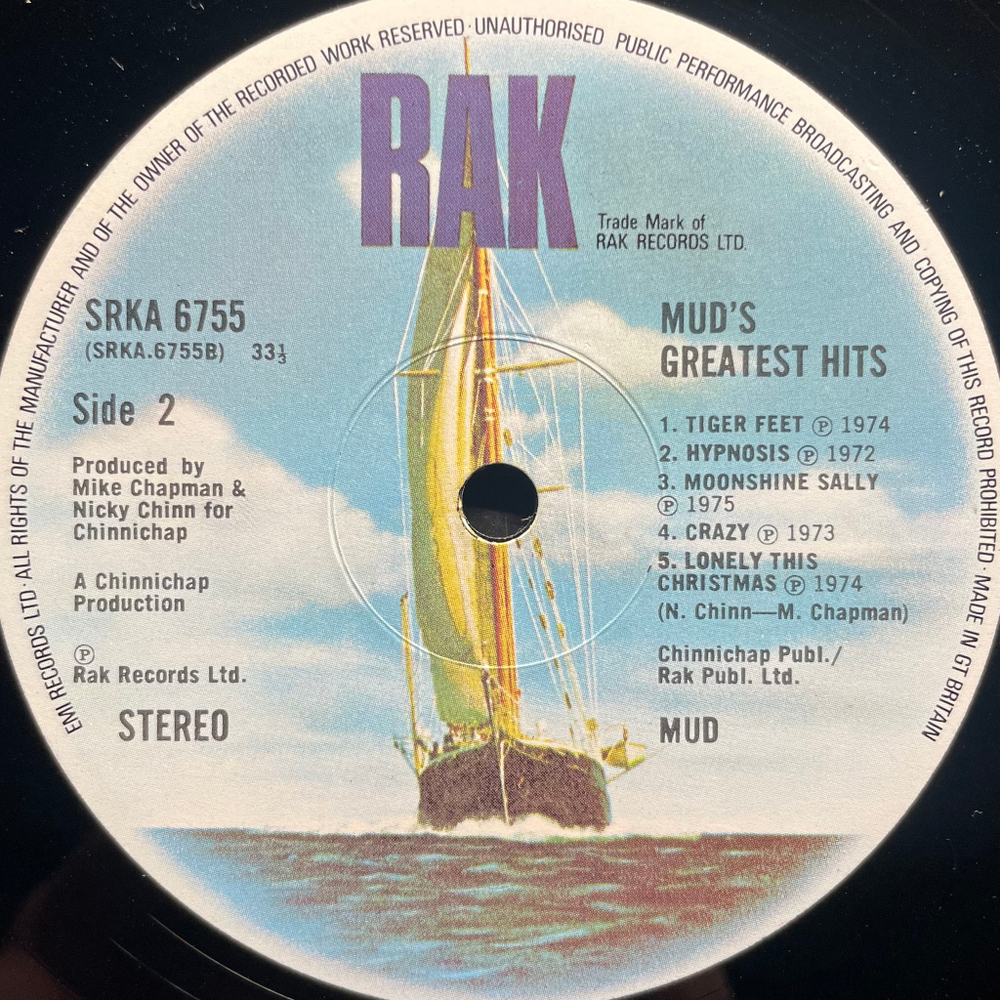 EMI RECORDS LTD · ALL RIGHTS OF THE MANUFACTURER AND OF THE OWNER OF THE RECORDED WORK RESERVED · UNAUTHORISED PUBLIC PERFORMANCE BROADCASTING AND COPYING OF THIS RECORD PROHIBITED · MADE IN GT BRITAIN
RAK
Trade Mark of
RAK RECORDS LTD.
SRKA 6755
(SRKA.6755B) 33⅓
Side 2
Produced by
Mike Chapman &
Nicky Chinn for
Chinnichap
A Chinnichap
Production
Ⓟ
Rak Records Ltd.
STEREO
MUD'S
GREATEST HITS
1. TIGER FEET Ⓟ 1974
2. HYPNOSIS Ⓟ 1972
3. MOONSHINE SALLY
Ⓟ 1975
4. CRAZY Ⓟ 1973
5. LONELY THIS
CHRISTMAS Ⓟ 1974
(N. Chinn—M. Chapman)
Chinnichap Publ./
Rak Publ. Ltd.
MUD